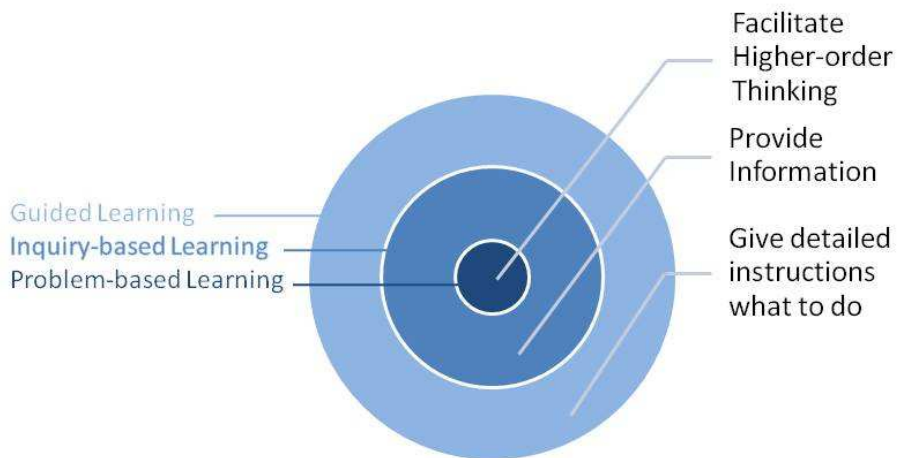 Facilitate
Higher-order
Thinking
Provide
Information
Guided Learning
Inquiry-based Learning
Problem-based Learning
Give detailed
instructions
what to do